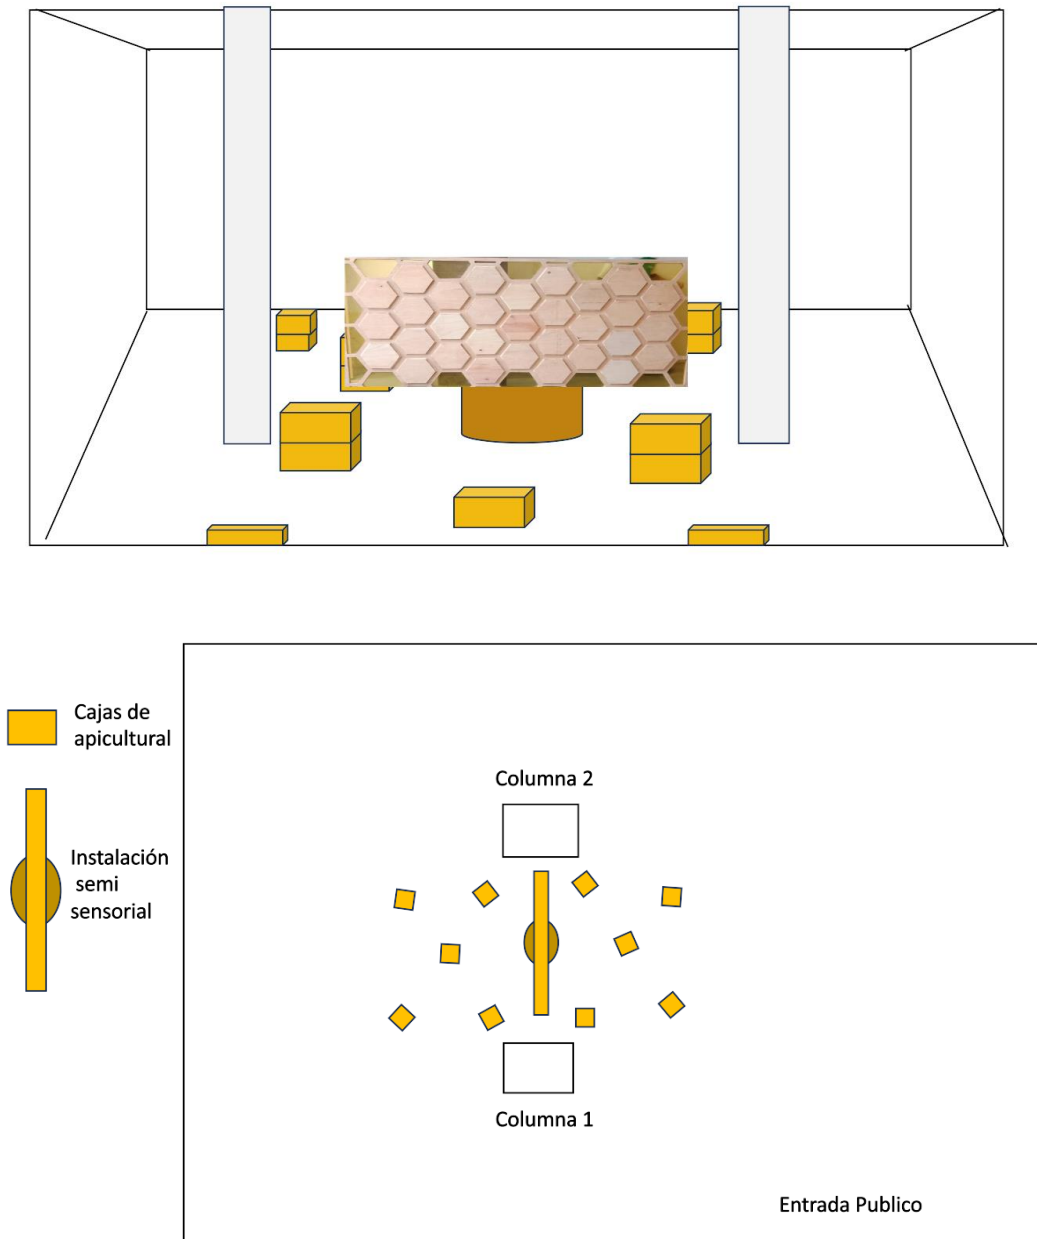 Cajas de
apicultural
Instalación
semi
sensorial
Columna 2
Columna 1
Entrada Publico